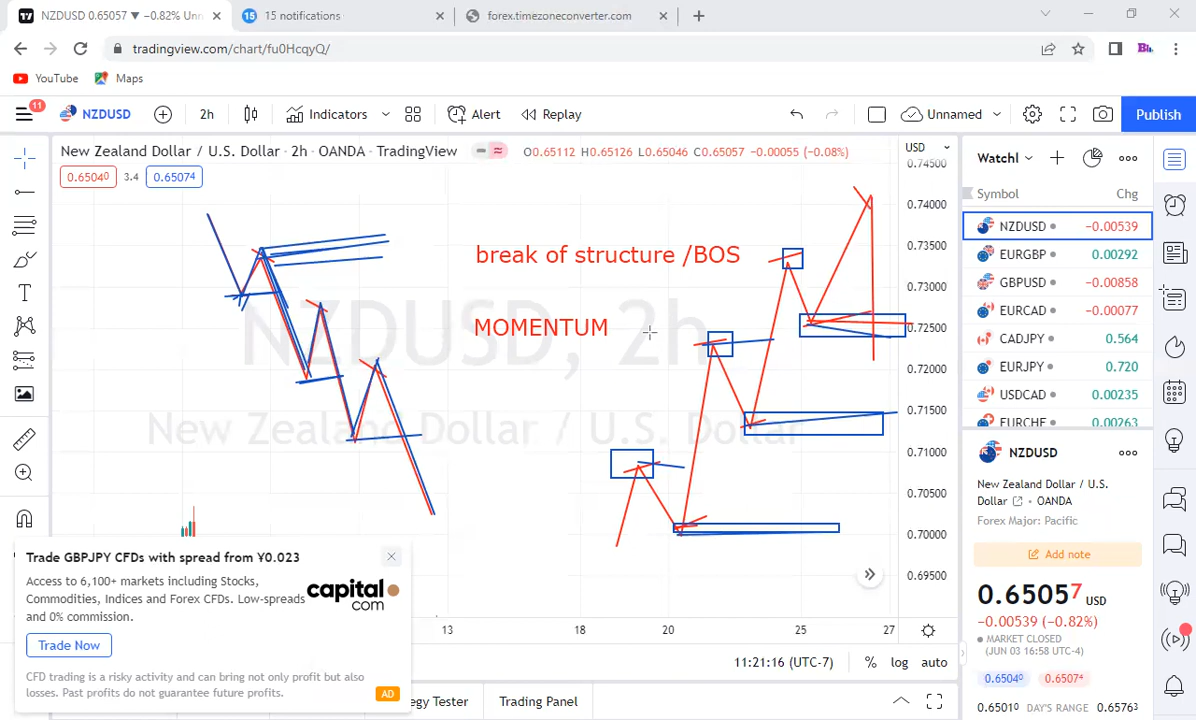 NZDUSD 0.65057 ▼ −0.82% Unn
15 notifications
forex.timezoneconverter.com
tradingview.com/chart/fu0HcqyQ/
YouTube
Maps
11
NZDUSD
2h
Indicators
Alert
Replay
Unnamed
Publish
New Zealand Dollar / U.S. Dollar · 2h · OANDA · TradingView
O0.65112 H0.65126 L0.65046 C0.65057 −0.00055 (−0.08%)
0.65040
3.4
0.65074
USD
0.74500
0.74000
0.73500
0.73000
0.72500
0.72000
0.71500
0.71000
0.70500
0.70000
0.69500
break of structure /BOS
MOMENTUM
NZDUSD, 2h
New Zealand Dollar / U.S. Dollar
13
18
20
25
27
11:21:16 (UTC-7)
%
log
auto
Trade GBPJPY CFDs with spread from ¥0.023
Access to 6,100+ markets including Stocks,
Commodities, Indices and Forex CFDs. Low-spreads
and 0% commission.
capital
com
Trade Now
CFD trading is a risky activity and can bring not only profit but also
losses. Past profits do not guarantee future profits.
AD
Tester
Trading Panel
Watchl
Symbol
Chg
NZDUSD −0.00539
EURGBP 0.00292
GBPUSD −0.00858
EURCAD −0.00077
CADJPY 0.564
EURJPY 0.720
USDCAD 0.00235
EURCHF 0.00263
NZDUSD
New Zealand Dollar / U.S.
Dollar · OANDA
Forex Major: Pacific
Add note
0.65057 USD
−0.00539 (−0.82%)
MARKET CLOSED
(JUN 03 16:58 UTC-4)
0.65040
0.65074
0.65010 DAY'S RANGE 0.65763